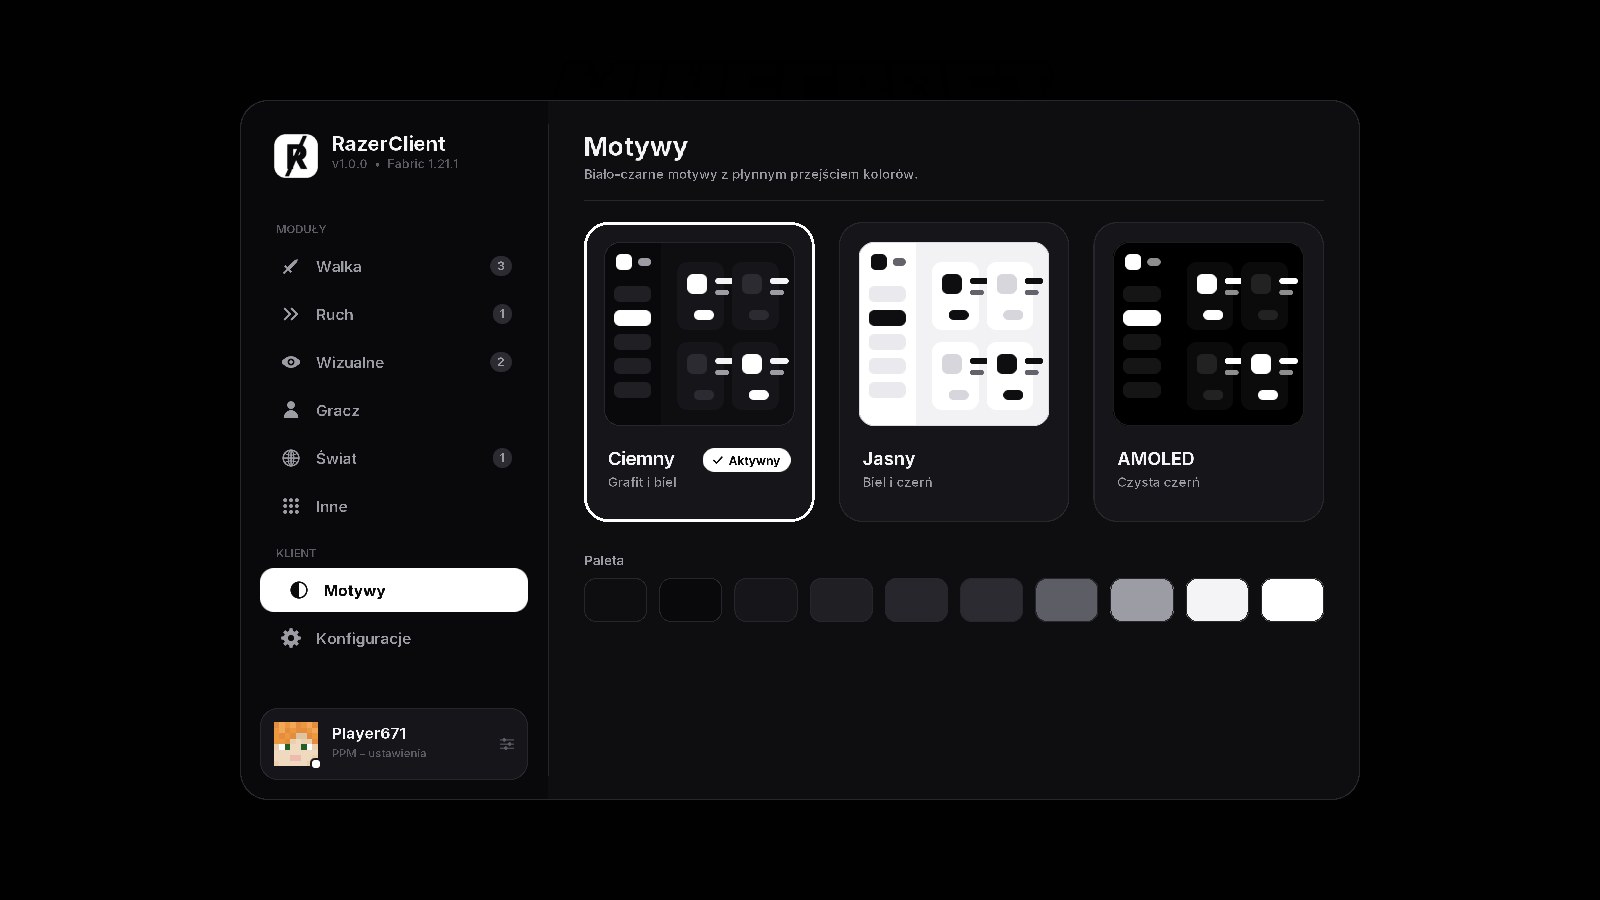 RazerClient
v1.0.0 • Fabric 1.21.1
MODUŁY
Walka 3
Ruch 1
Wizualne 2
Gracz
Świat 1
Inne
KLIENT
Motywy
Konfiguracje
Player671
PPM – ustawienia
Motywy
Biało-czarne motywy z płynnym przejściem kolorów.
Ciemny
Aktywny
Grafit i biel
Jasny
Biel i czerń
AMOLED
Czysta czerń
Paleta